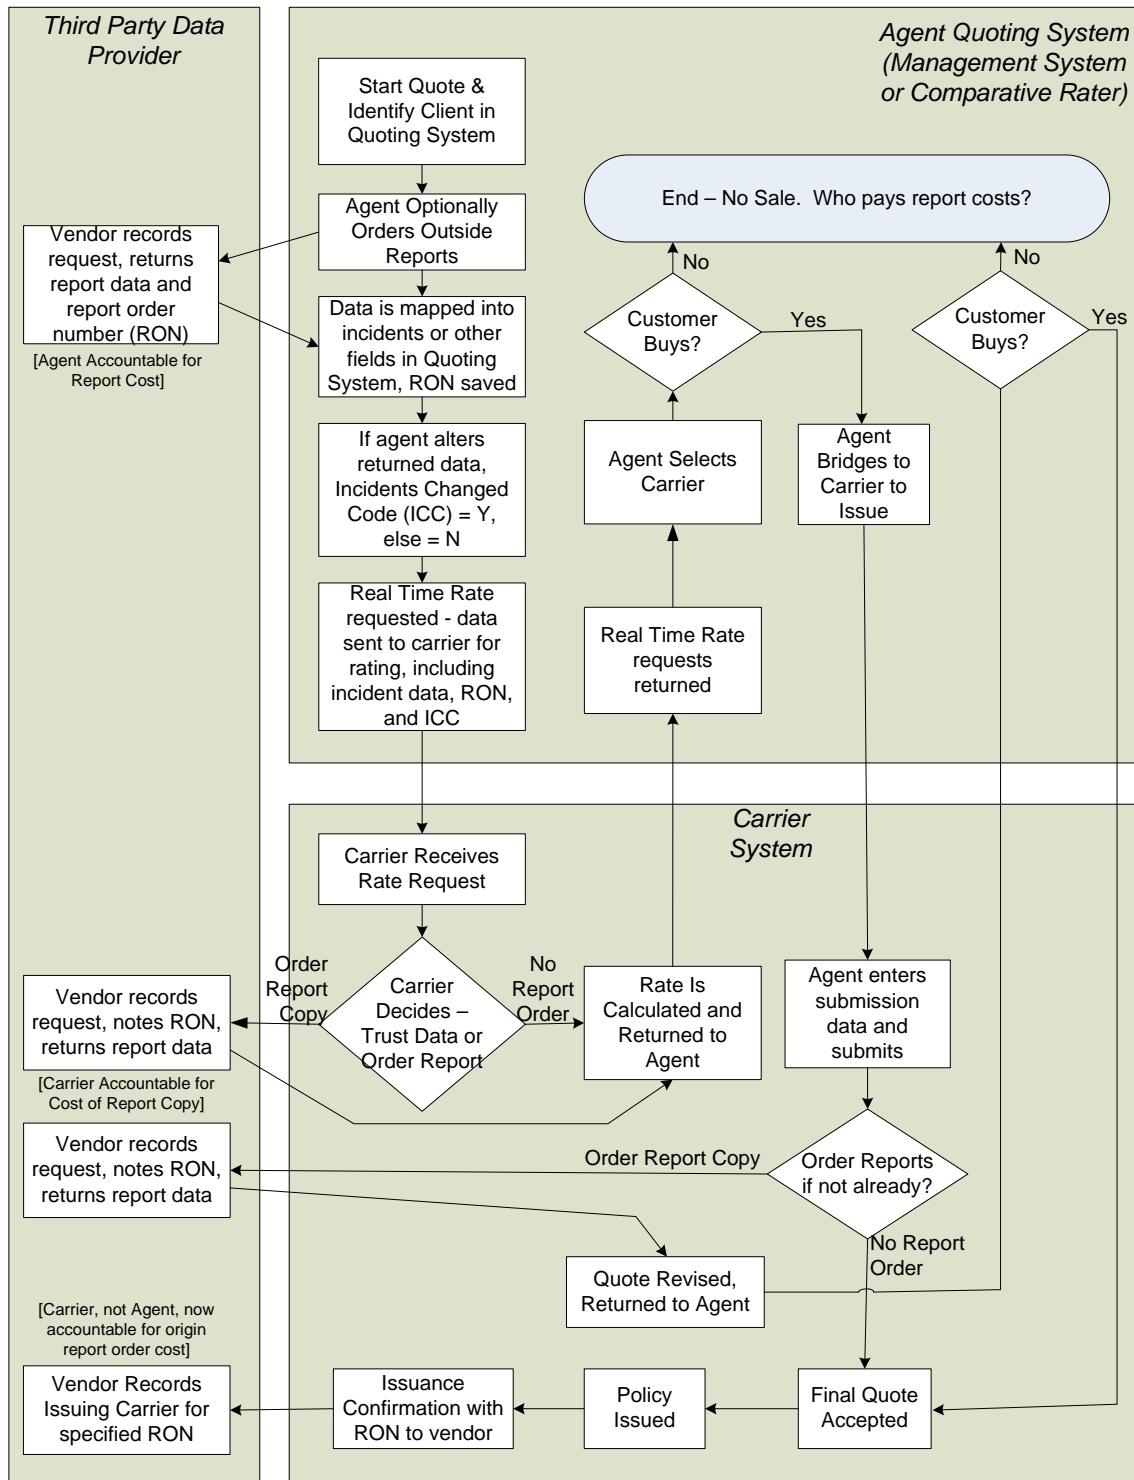 Third Party Data
Provider
Agent Quoting System
(Management System
or Comparative Rater)
Start Quote &
Identify Client in
Quoting System
End – No Sale.  Who pays report costs?
Agent Optionally
Orders Outside
Reports
Vendor records
request, returns
report data and
report order
number (RON)
[Agent Accountable for
Report Cost]
No
No
Data is mapped into
incidents or other
fields in Quoting
System, RON saved
Customer
Buys?
Yes
Customer
Buys?
Yes
If agent alters
returned data,
Incidents Changed
Code (ICC) = Y,
else = N
Agent Selects
Carrier
Agent
Bridges to
Carrier to
Issue
Real Time Rate
requested - data
sent to carrier for
rating, including
incident data, RON,
and ICC
Real Time Rate
requests
returned
Carrier
System
Carrier Receives
Rate Request
Order
Report
Copy
Carrier
Decides –
Trust Data or
Order Report
No
Report
Order
Rate Is
Calculated and
Returned to
Agent
Agent enters
submission
data and
submits
Vendor records
request, notes RON,
returns report data
[Carrier Accountable for
Cost of Report Copy]
Vendor records
request, notes RON,
returns report data
Order Report Copy
Order Reports
if not already?
No Report
Order
Quote Revised,
Returned to Agent
[Carrier, not Agent, now
accountable for origin
report order cost]
Vendor Records
Issuing Carrier for
specified RON
Issuance
Confirmation with
RON to vendor
Policy
Issued
Final Quote
Accepted